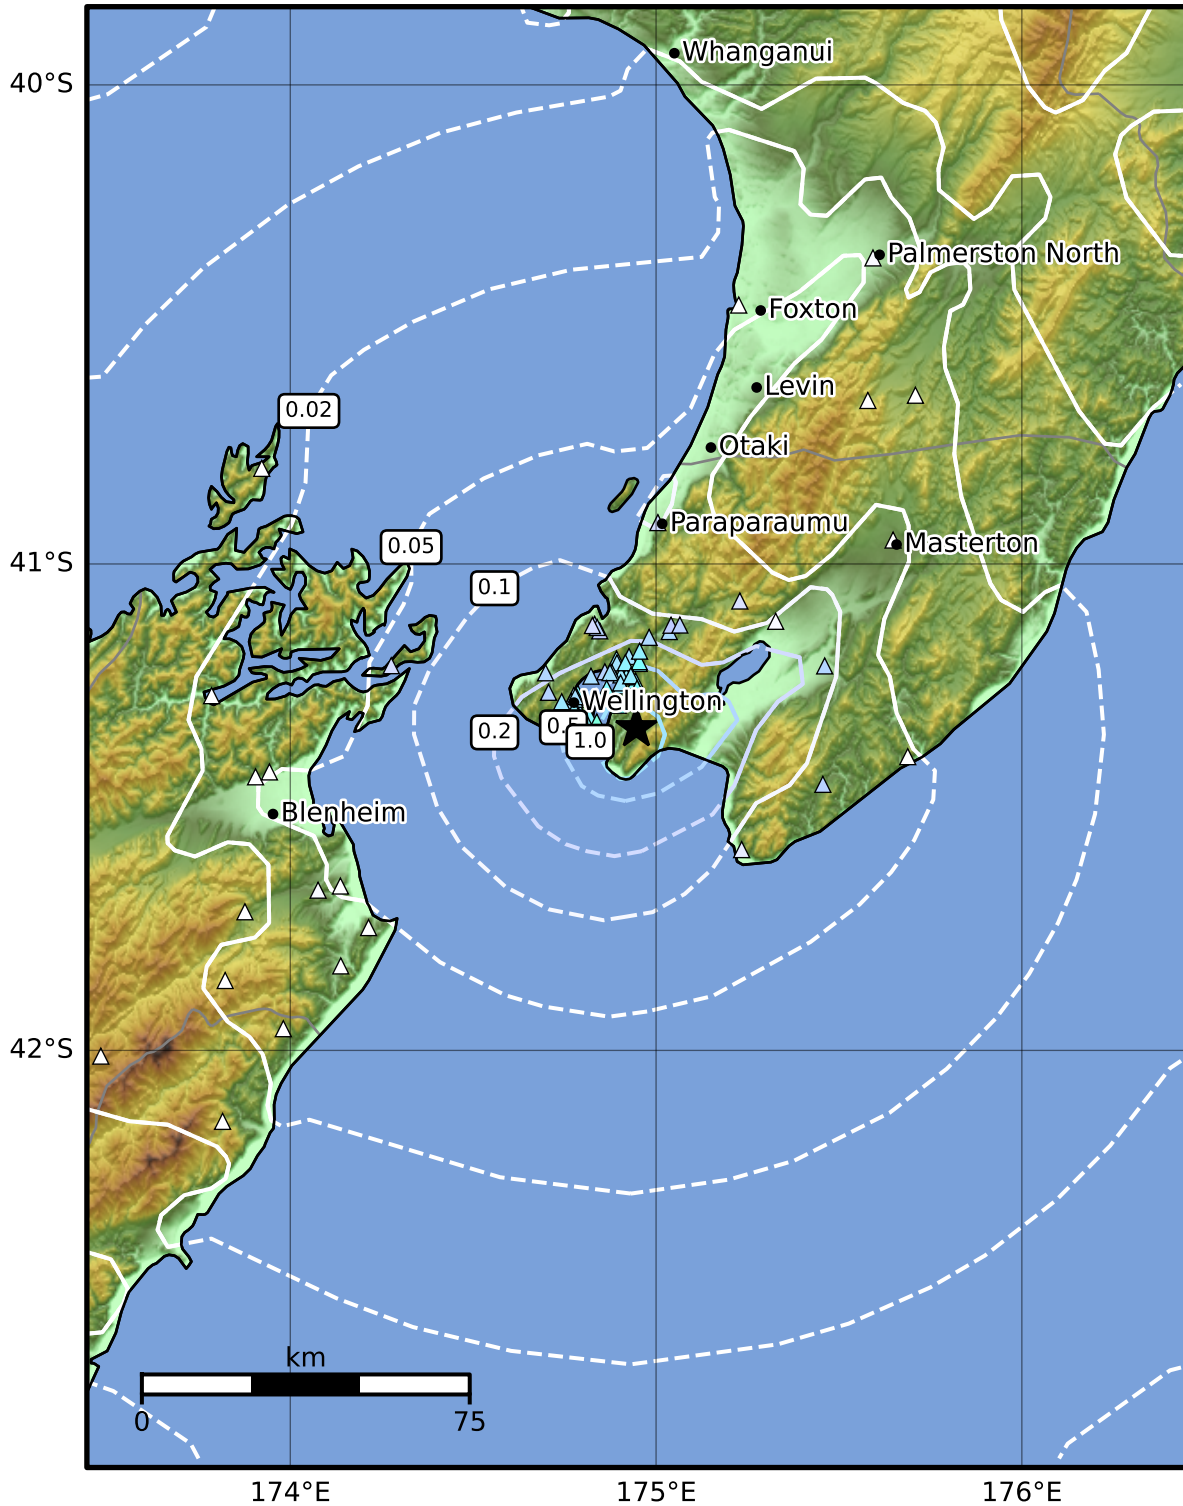 Whanganui
40°S
Palmerston North
Foxton
Levin
0.02
Otaki
Paraparaumu
Masterton
0.05
41°S
0.1
Wellington
0.2
1.0
Blenheim
42°S
km
0
75
174°E
175°E
176°E